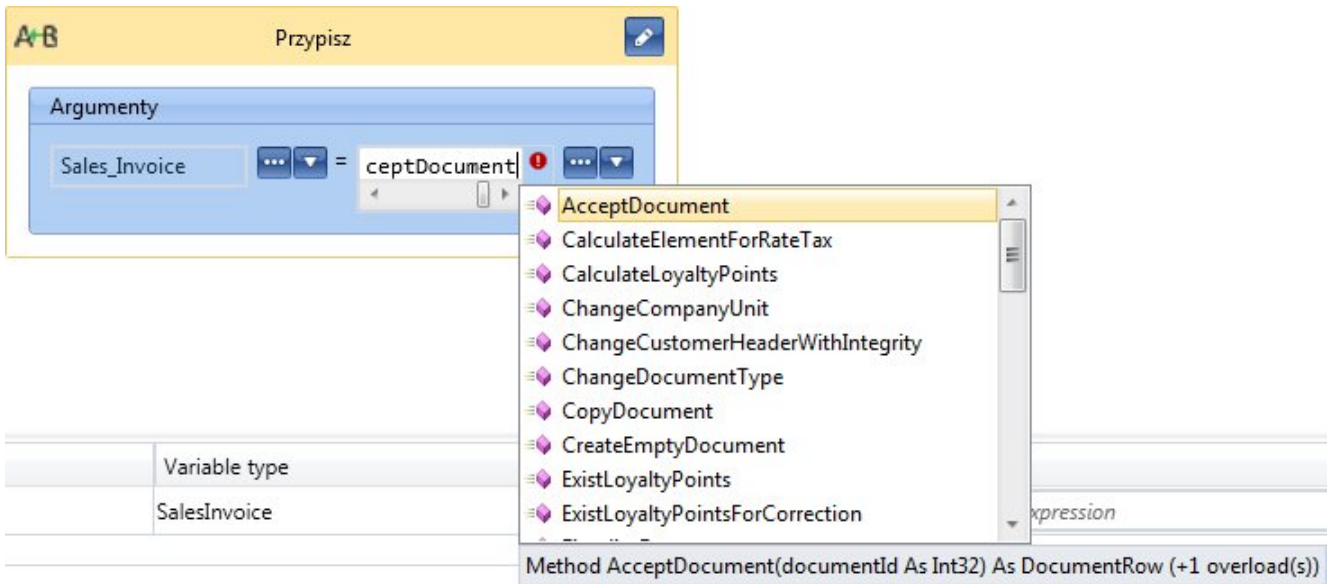 A+B Przypisz
Argumenty
Sales_Invoice ... = ceptDocument ...
AcceptDocument
CalculateElementForRateTax
CalculateLoyaltyPoints
ChangeCompanyUnit
ChangeCustomerHeaderWithIntegrity
ChangeDocumentType
CopyDocument
CreateEmptyDocument
ExistLoyaltyPoints
ExistLoyaltyPointsForCorrection
Variable type
SalesInvoice
xpression
Method AcceptDocument(documentId As Int32) As DocumentRow (+1 overload(s))